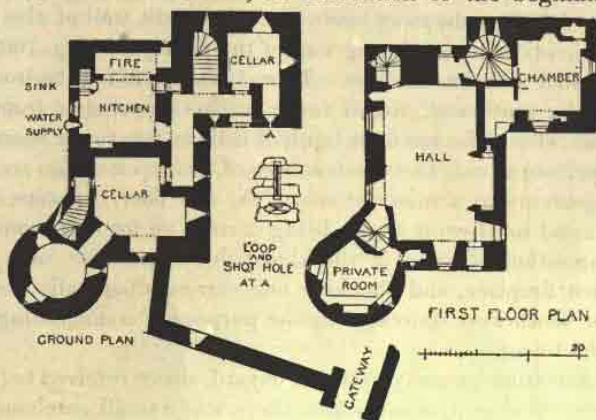 FIRE
CELLAR
SINK
KITCHEN
WATER
SUPPLY
CELLAR
LOOP
AND
SHOT HOLE
AT A
A
GROUND PLAN
GATEWAY
CHAMBER
HALL
PRIVATE
ROOM
FIRST FLOOR PLAN
20